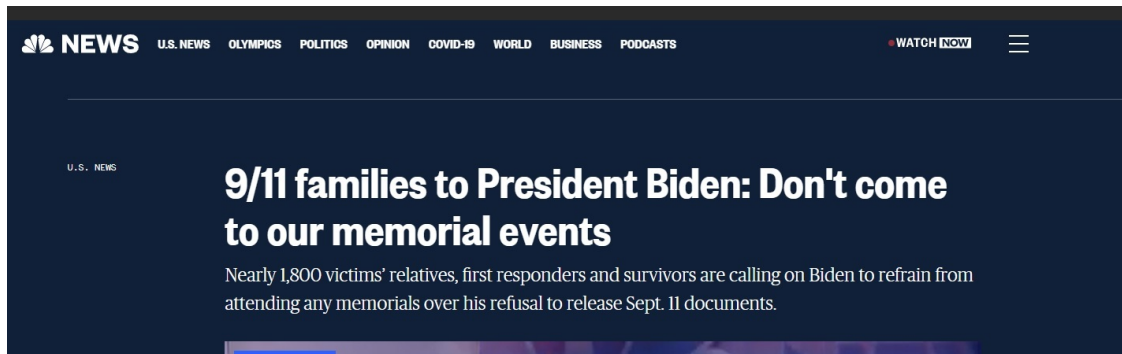 NEWS U.S. NEWS OLYMPICS POLITICS OPINION COVID-19 WORLD BUSINESS PODCASTS WATCH NOW
U.S. NEWS
9/11 families to President Biden: Don't come
to our memorial events
Nearly 1,800 victims’ relatives, first responders and survivors are calling on Biden to refrain from
attending any memorials over his refusal to release Sept. 11 documents.